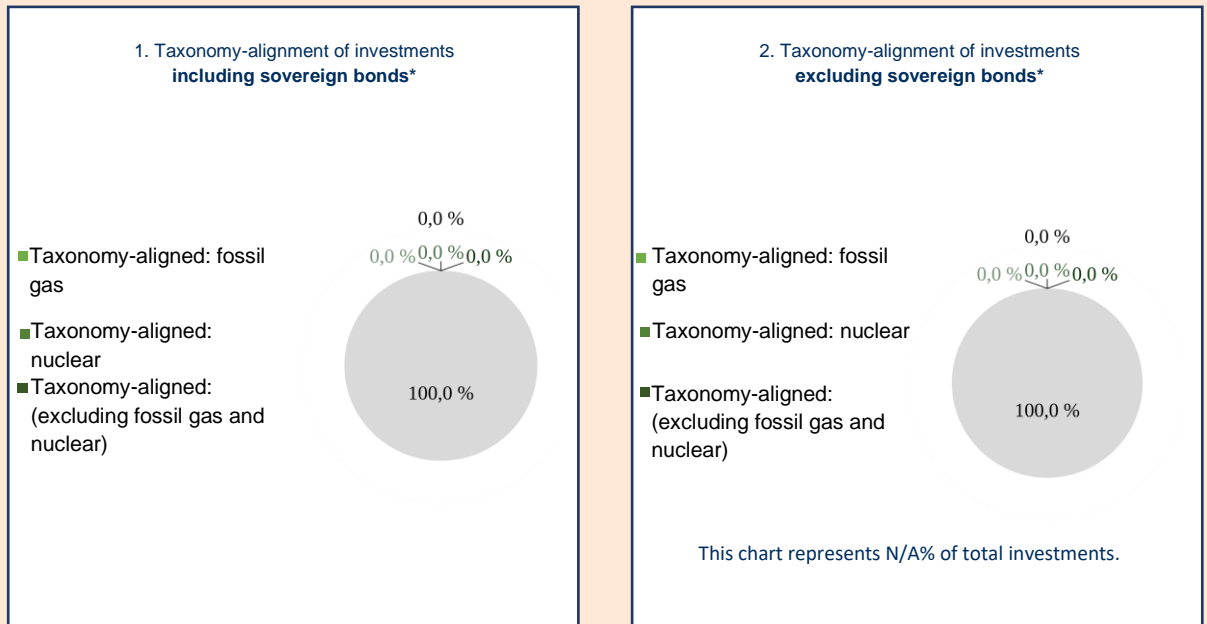 1. Taxonomy-alignment of investments
including sovereign bonds*
0,0 %
0,0 % 0,0 % 0,0 %
Taxonomy-aligned: fossil
gas
Taxonomy-aligned:
nuclear
Taxonomy-aligned:
(excluding fossil gas and
nuclear)
100,0 %
2. Taxonomy-alignment of investments
excluding sovereign bonds*
0,0 %
0,0 % 0,0 % 0,0 %
Taxonomy-aligned: fossil
gas
Taxonomy-aligned: nuclear
Taxonomy-aligned:
(excluding fossil gas and
nuclear)
100,0 %
This chart represents N/A% of total investments.